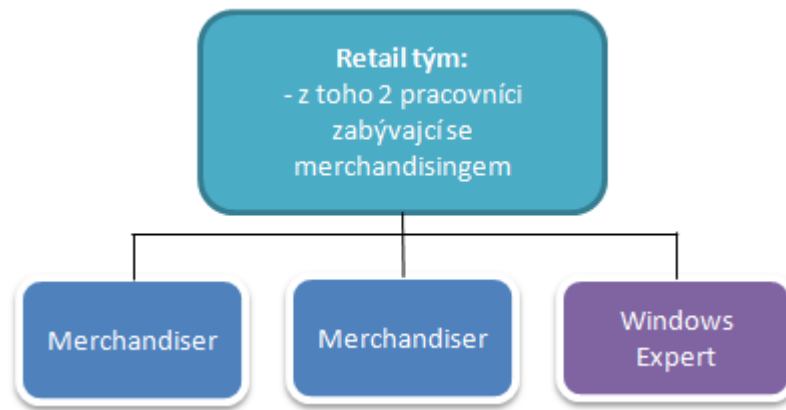 Retail tým:
- z toho 2 pracovníci
zabývajcí se
merchandisingem
Merchandiser
Merchandiser
Windows
Expert